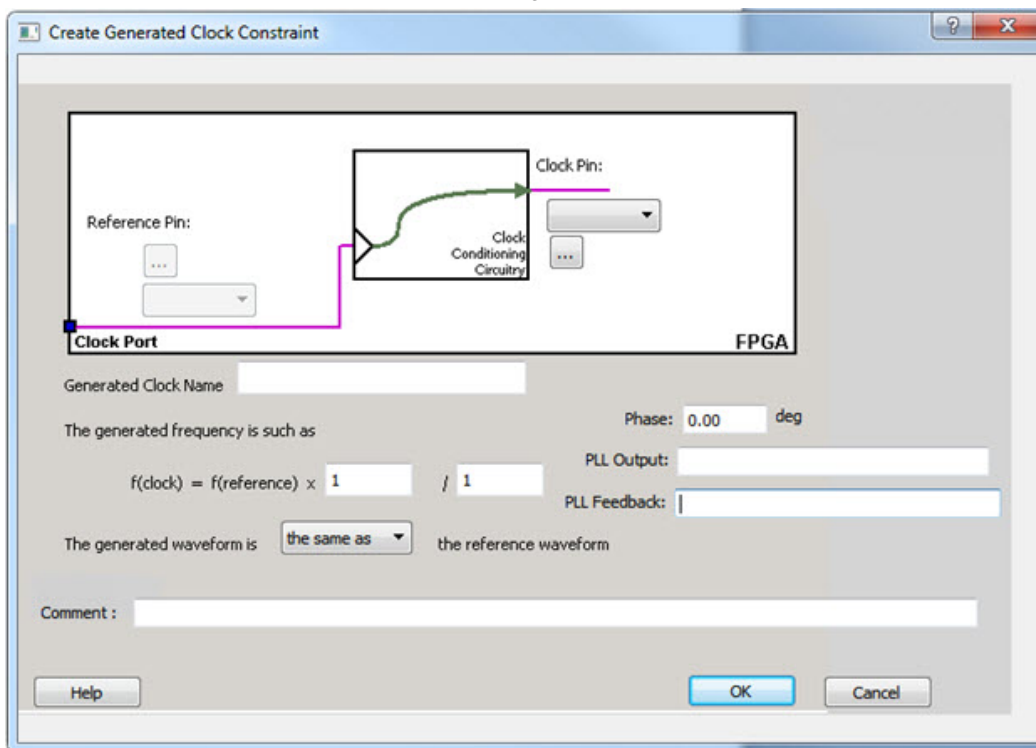 Create Generated Clock Constraint
?
X
Clock Pin:
Reference Pin:
...
Clock
Conditioning
Circuitry
...
Clock Port
FPGA
Generated Clock Name
Phase: 0.00 deg
The generated frequency is such as
PLL Output:
f(clock) = f(reference) x 1 / 1
PLL Feedback:
The generated waveform is the same as the reference waveform
Comment :
Help
OK
Cancel